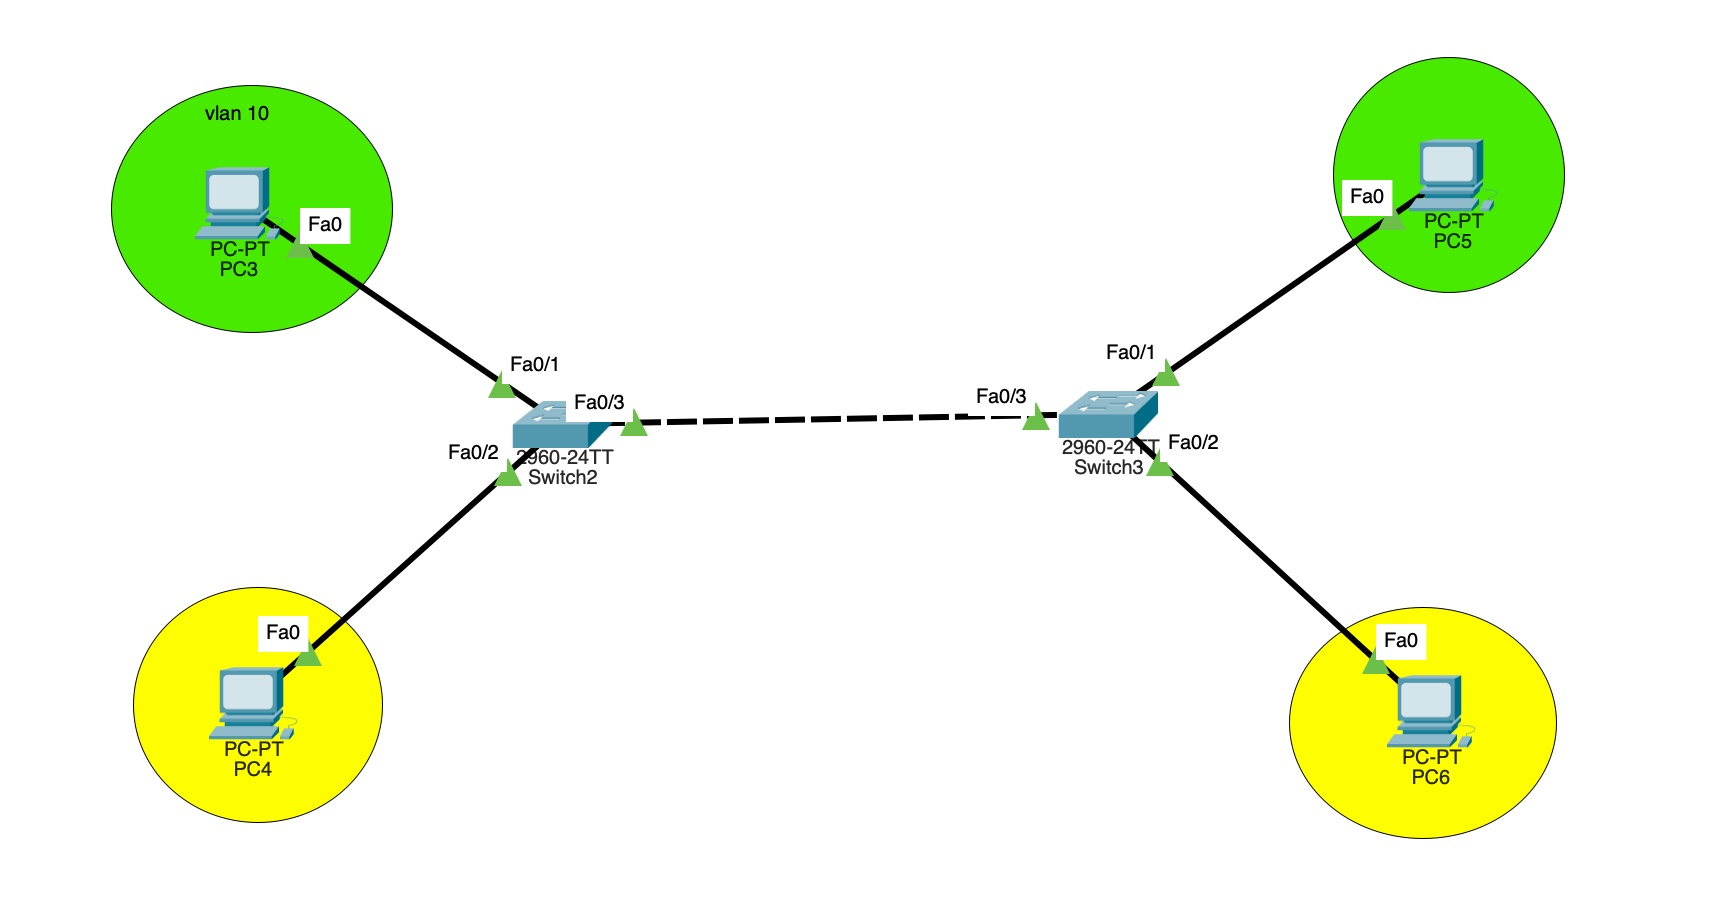 vlan 10
Fa0
PC-PT
PC3
Fa0
PC-PT
PC5
Fa0/1
Fa0/3
Fa0/2
2960-24TT
Switch2
Fa0/1
Fa0/3
2960-24TT
Switch3
Fa0/2
Fa0
PC-PT
PC4
Fa0
PC-PT
PC6